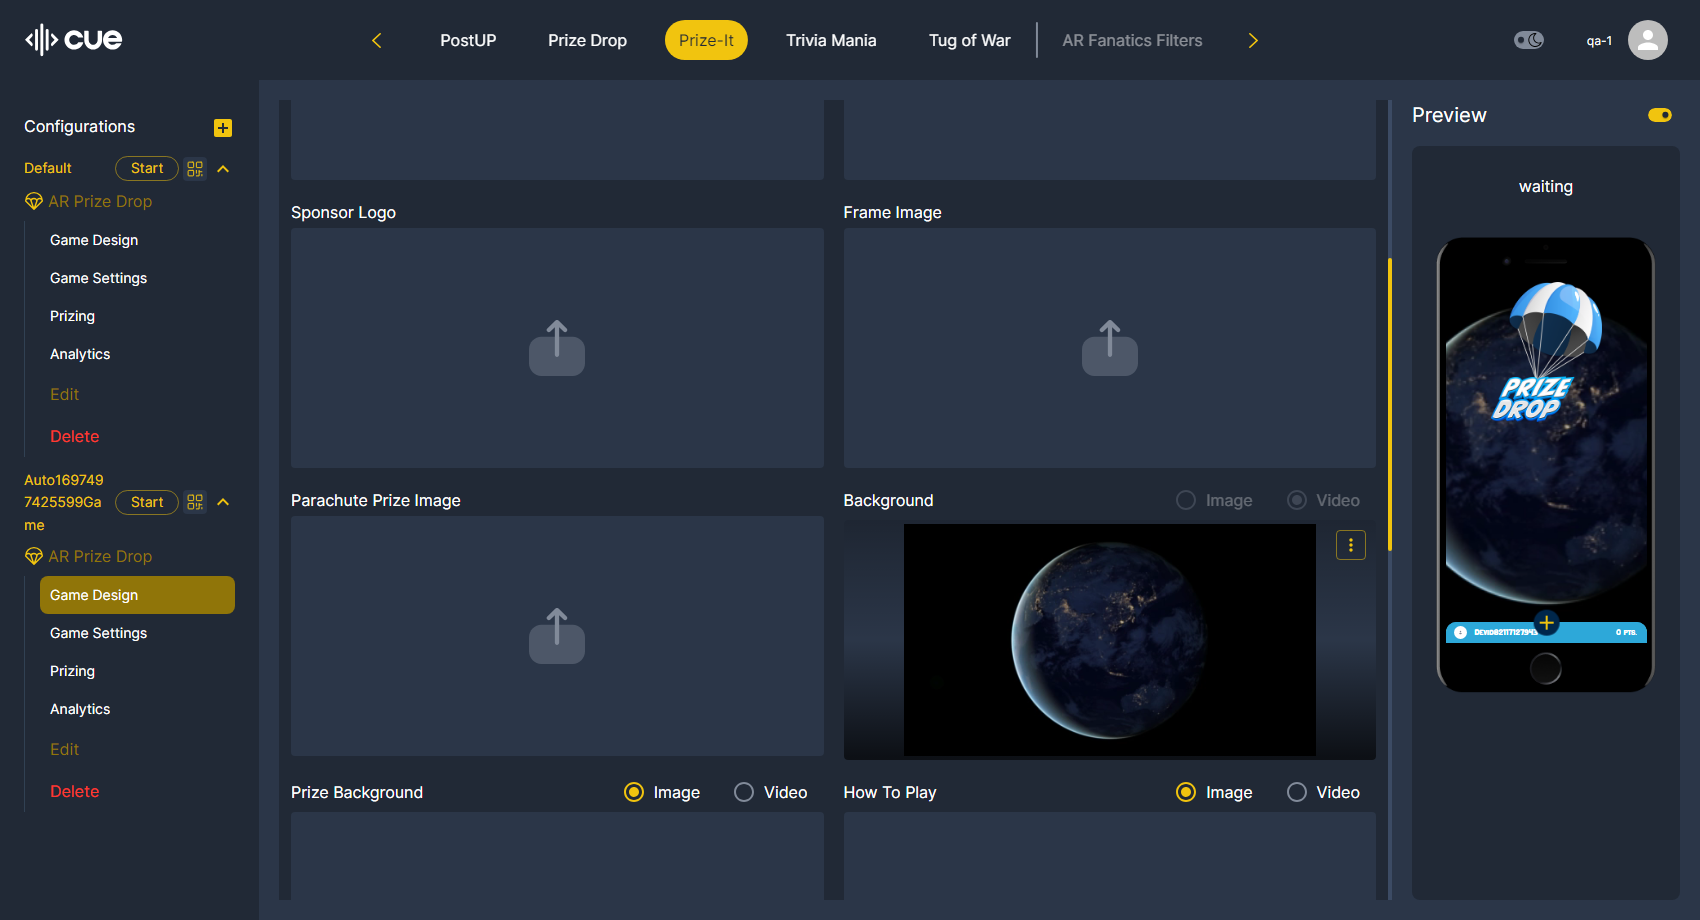 cue
PostUP
Prize Drop
Prize-It
Trivia Mania
Tug of War
AR Fanatics Filters
qa-1
Configurations
Default
Start
AR Prize Drop
Game Design
Game Settings
Prizing
Analytics
Edit
Delete
Auto169749
7425599Ga
me
Start
AR Prize Drop
Game Design
Game Settings
Prizing
Analytics
Edit
Delete
Sponsor Logo
Frame Image
Parachute Prize Image
Background
Image
Video
Prize Background
Image
Video
How To Play
Image
Video
Preview
waiting
PRIZE
DROP
0 PTS.